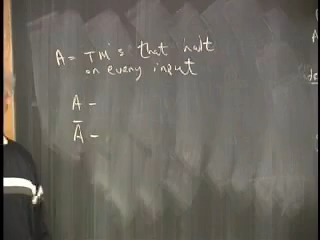 A = TM's that halt
on every input
A -
Ā -
A